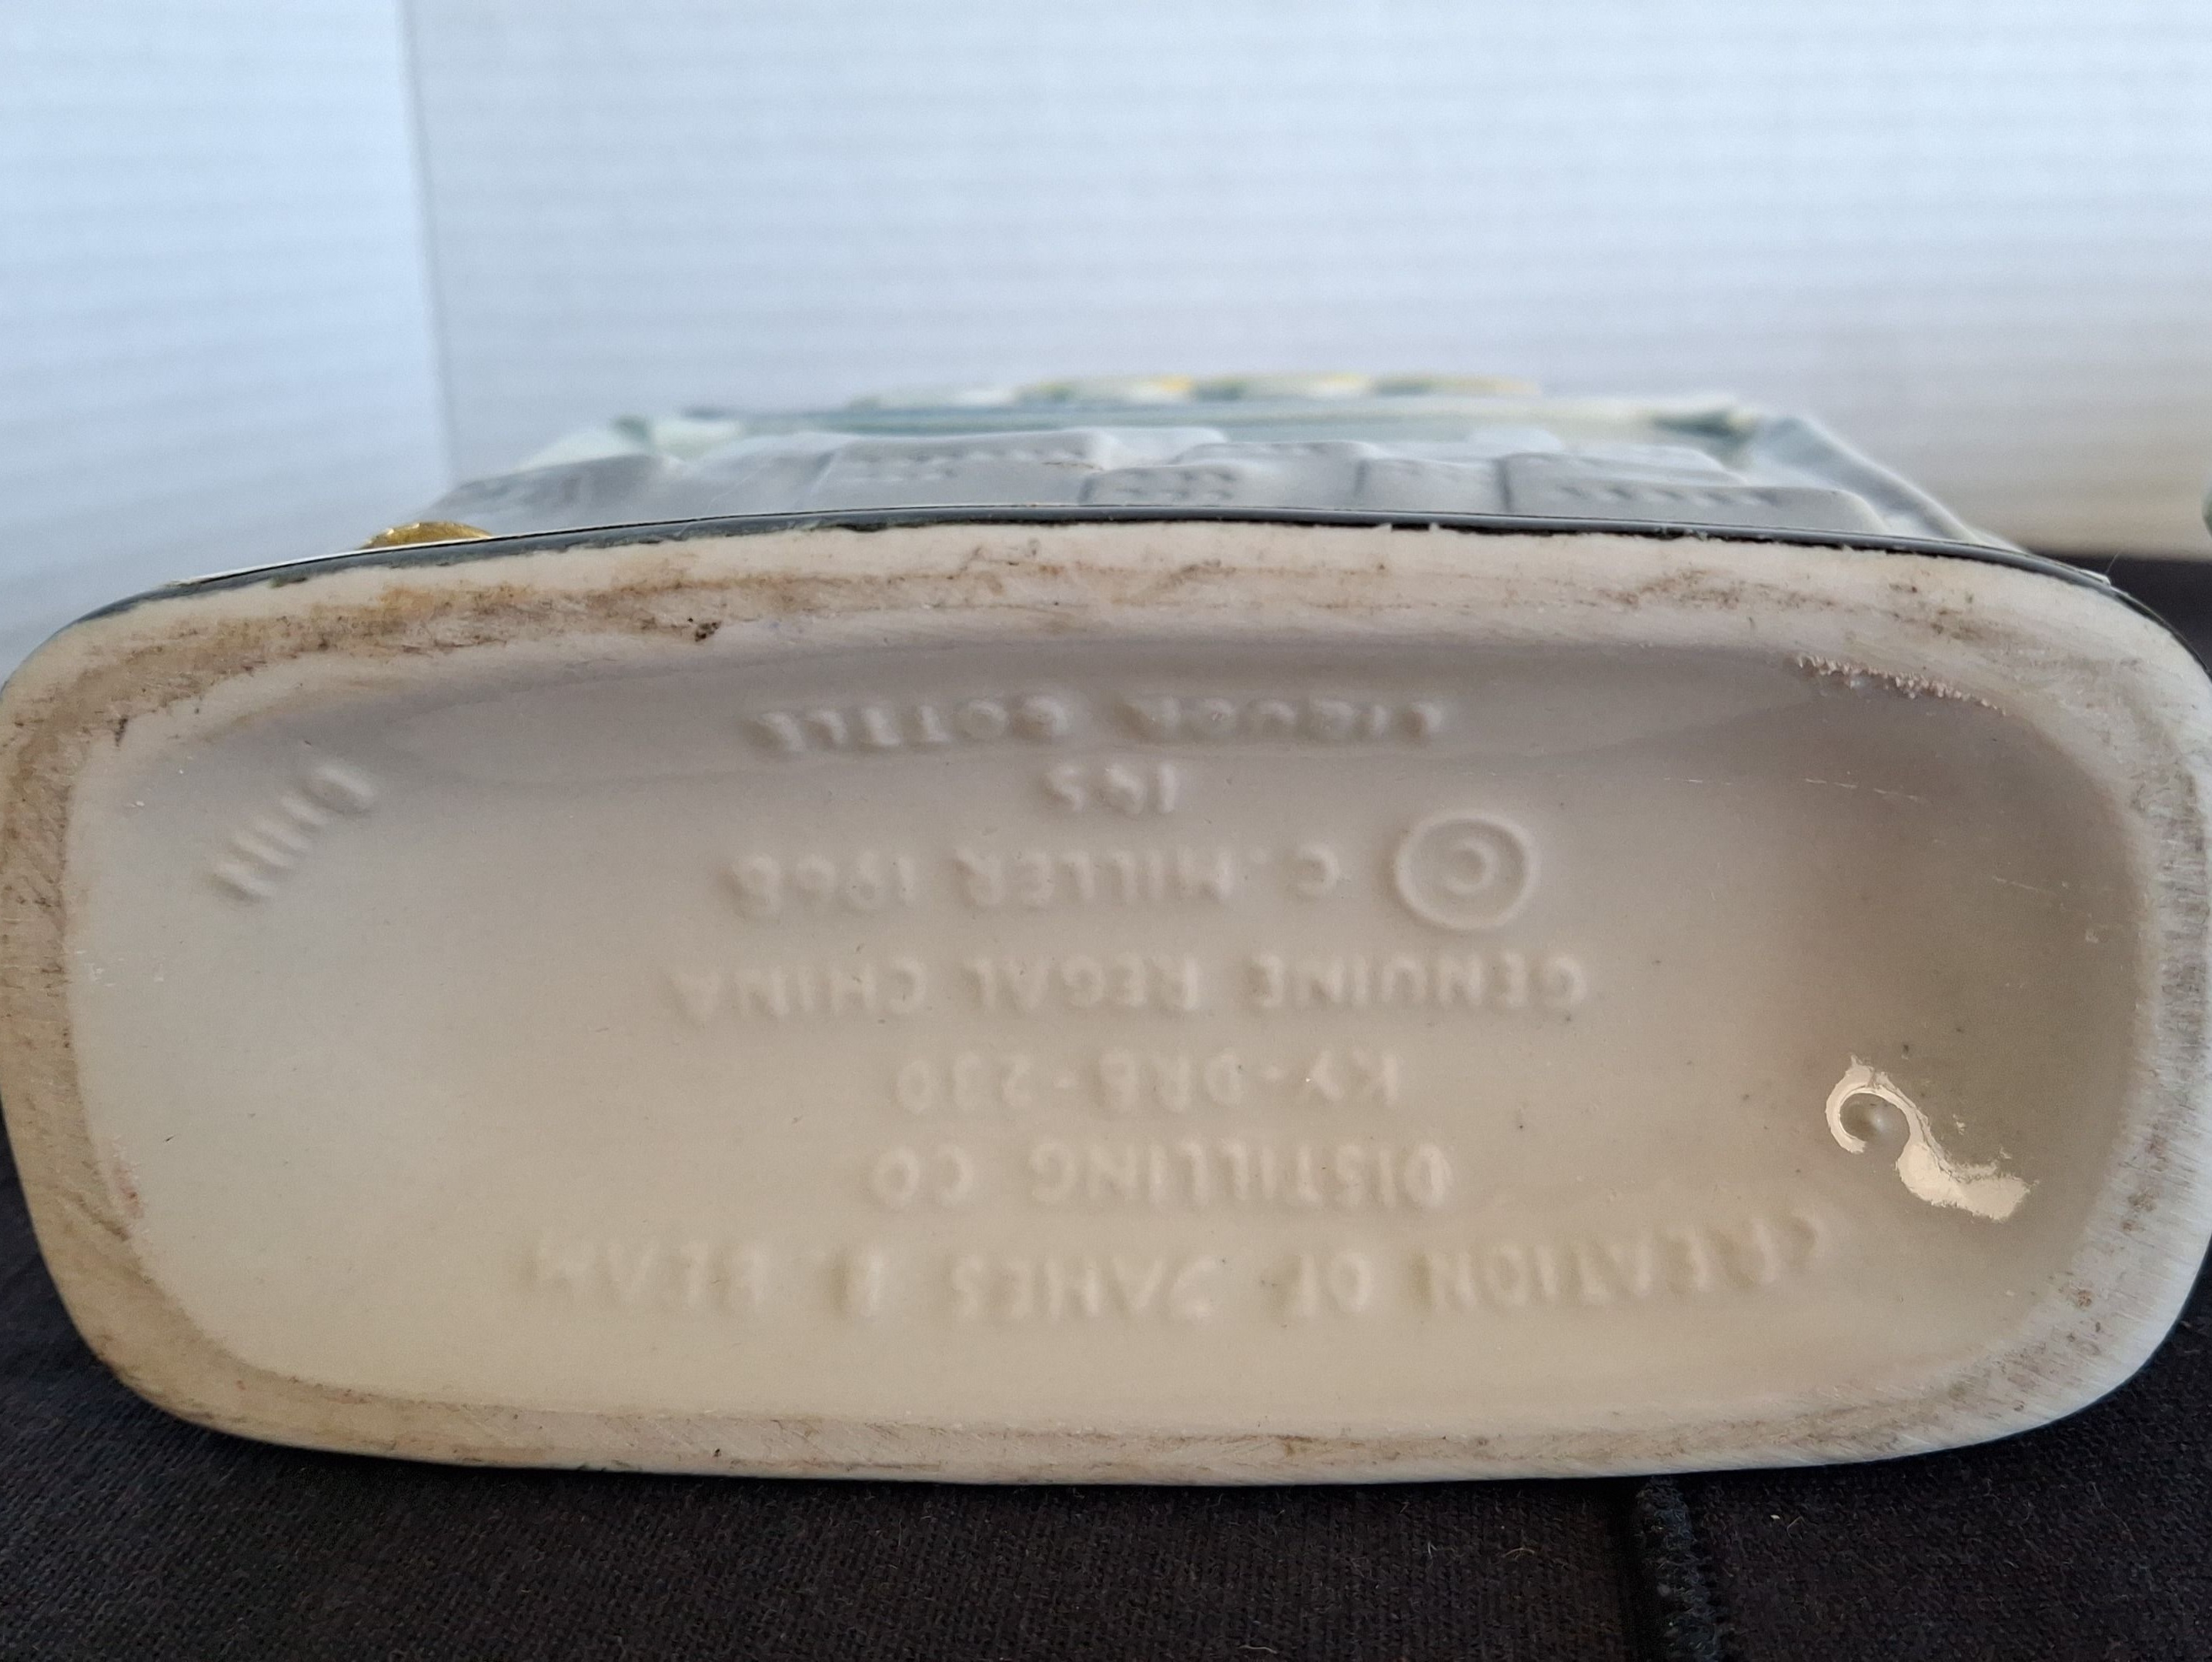 CREATION OF JAMES B. BEAM
DISTILLING CO
KY-DRB-230
GENUINE REGAL CHINA
© C. MILLER 1968
195
LIQUOR BOTTLE